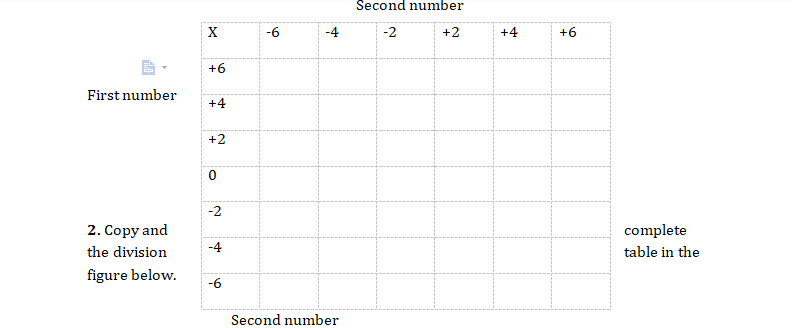 Second number
X -6 -4 -2 +2 +4 +6
+6
First number
+4
+2
0
-2
2. Copy and complete
the division table in the
-4
figure below.
-6
Second number